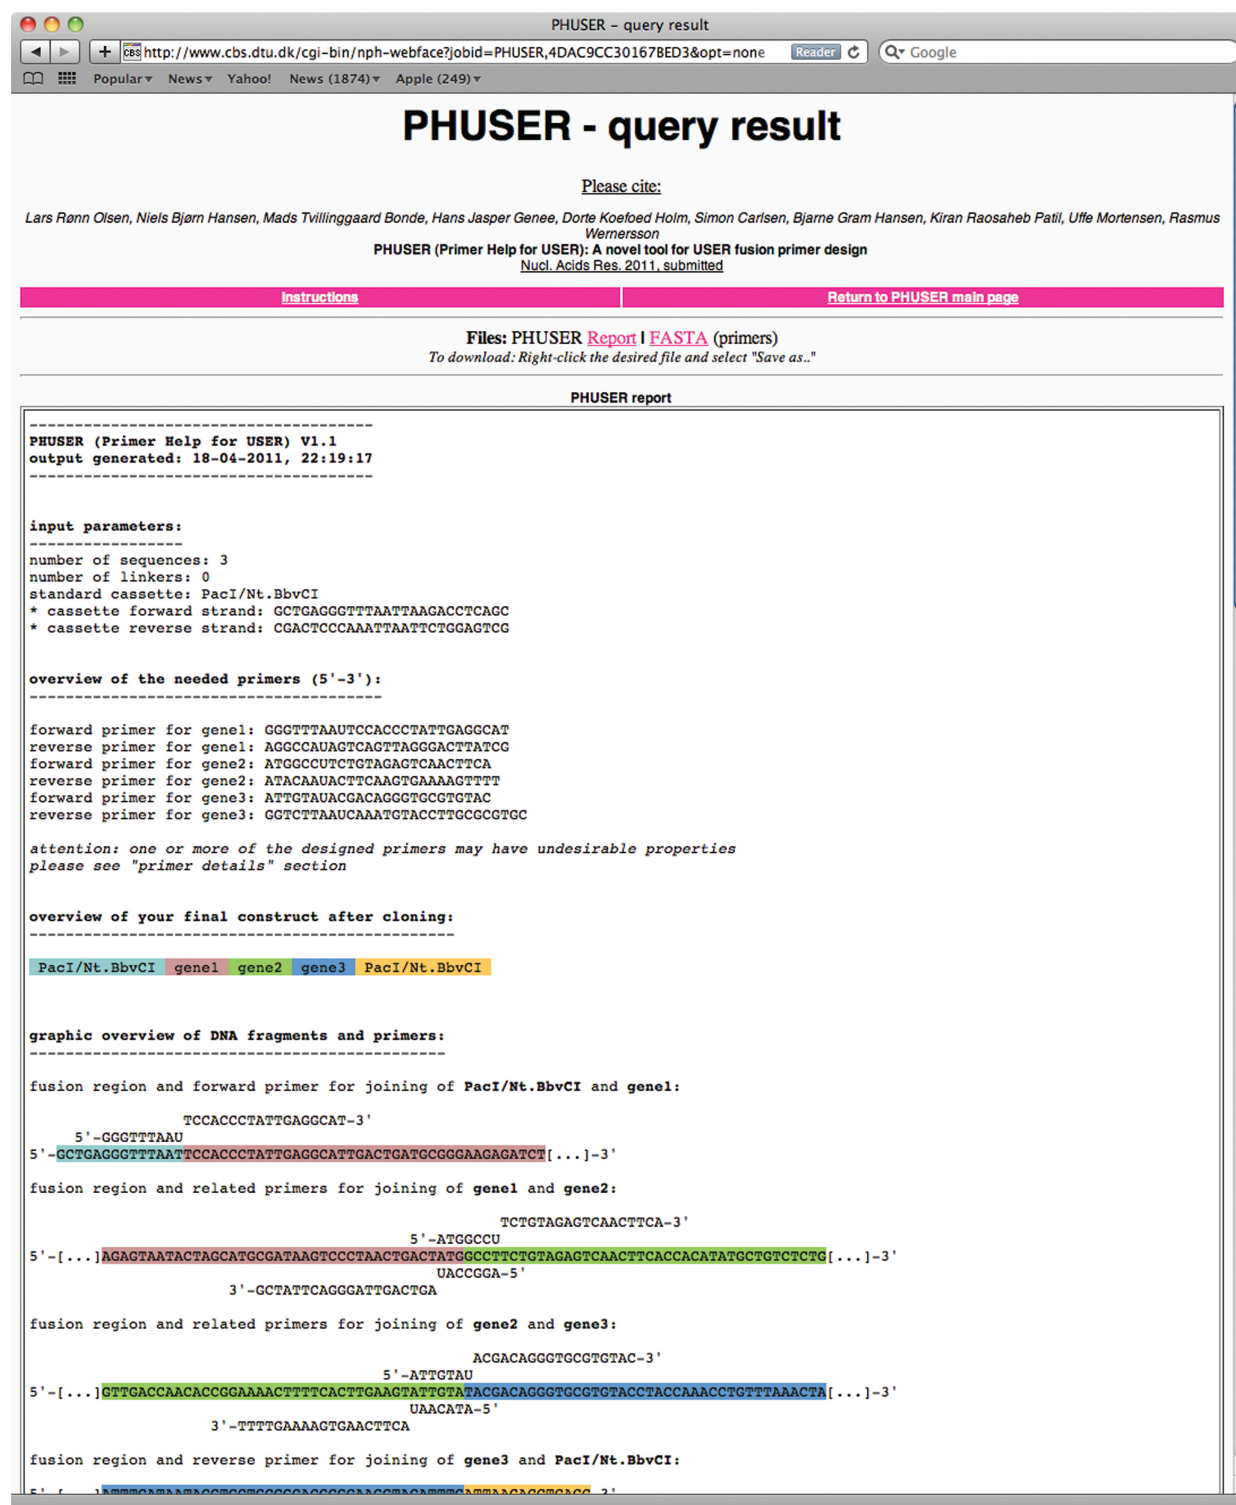 PHUSER – query result
http://www.cbs.dtu.dk/cgi-bin/nph-webface?jobid=PHUSER,4DAC9CC30167BED3&opt=none Reader Google
Popular News Yahoo! News (1874) Apple (249)
PHUSER - query result
Please cite:
Lars Rønn Olsen, Niels Bjørn Hansen, Mads Tvillinggaard Bonde, Hans Jasper Genee, Dorte Koefoed Holm, Simon Carlsen, Bjarne Gram Hansen, Kiran Raosaheb Patil, Uffe Mortensen, Rasmus
Wernersson
PHUSER (Primer Help for USER): A novel tool for USER fusion primer design
Nucl. Acids Res. 2011, submitted
Instructions Return to PHUSER main page
Files: PHUSER Report | FASTA (primers)
To download: Right-click the desired file and select "Save as.."
PHUSER report
--------------------------------------
PHUSER (Primer Help for USER) V1.1
output generated: 18-04-2011, 22:19:17
--------------------------------------
input parameters:
-----------------
number of sequences: 3
number of linkers: 0
standard cassette: PacI/Nt.BbvCI
* cassette forward strand: GCTGAGGGTTTAATTAAGACCTCAGC
* cassette reverse strand: CGACTCCCAAATTAATTCTGGAGTCG
overview of the needed primers (5'-3'):
---------------------------------------
forward primer for gene1: GGGTTTAAUTCCACCCTATTGAGGCAT
reverse primer for gene1: AGGCCAUAGTCAGTTAGGGACTTATCG
forward primer for gene2: ATGGCCUTCTGTAGAGTCAACTTCA
reverse primer for gene2: ATACAAUACTTCAAGTGAAAAGTTTT
forward primer for gene3: ATTGTAUACGACAGGGTGCGTGTAC
reverse primer for gene3: GGTCTTAAUCAAATGTACCTTGCGCGTGC
attention: one or more of the designed primers may have undesirable properties
please see "primer details" section
overview of your final construct after cloning:
-----------------------------------------------
PacI/Nt.BbvCI gene1 gene2 gene3 PacI/Nt.BbvCI
graphic overview of DNA fragments and primers:
----------------------------------------------
fusion region and forward primer for joining of PacI/Nt.BbvCI and gene1:
TCCACCCTATTGAGGCAT-3'
5'-GGGTTTAAU
5'-GCTGAGGGTTTAATTCCACCCTATTGAGGCATTGACTGATGCGGGAAGAGATCT[...]-3'
fusion region and related primers for joining of gene1 and gene2:
TCTGTAGAGTCAACTTCA-3'
5'-ATGGCCU
5'-[...]AGAGTAATACTAGCATGCGATAAGTCCCTAACTGACTATGGCCTTCTGTAGAGTCAACTTCACCACATATGCTGTCTCTG[...]-3'
UACCGGA-5'
3'-GCTATTCAGGGATTGACTGA
fusion region and related primers for joining of gene2 and gene3:
ACGACAGGGTGCGTGTAC-3'
5'-ATTGTAU
5'-[...]GTTGACCAACACCGGAAAACTTTTCACTTGAAGTATTGTATACGACAGGGTGCGTGTACCTACCAAACCTGTTTAAACTA[...]-3'
UAACATA-5'
3'-TTTTGAAAAGTGAACTTCA
fusion region and reverse primer for joining of gene3 and PacI/Nt.BbvCI: